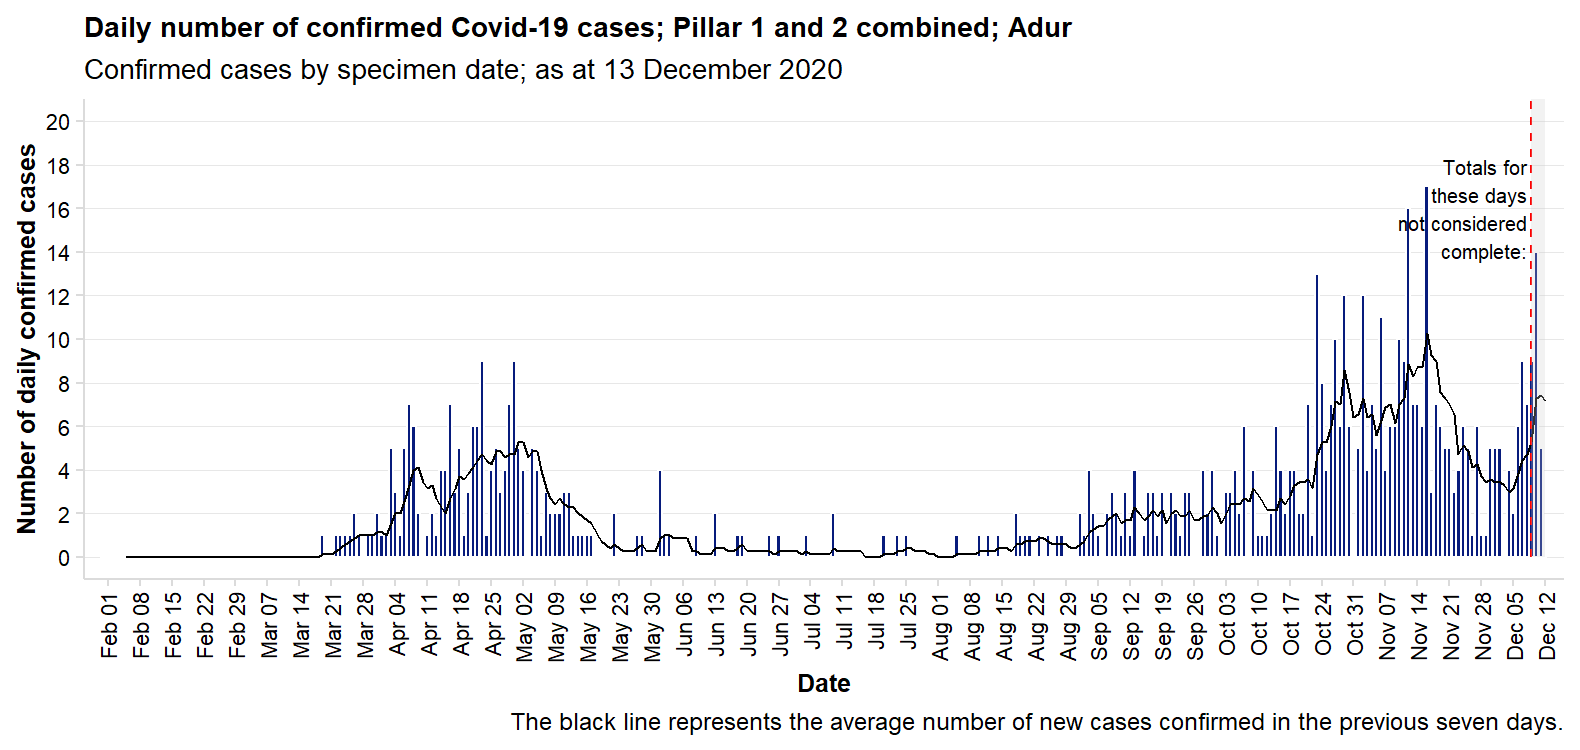 Daily number of confirmed Covid-19 cases; Pillar 1 and 2 combined; Adur
Confirmed cases by specimen date; as at 13 December 2020
Number of daily confirmed cases
20
18
16
14
12
10
8
6
4
2
0
Totals for
these days
not considered
complete:
Feb 01
Feb 08
Feb 15
Feb 22
Feb 29
Mar 07
Mar 14
Mar 21
Mar 28
Apr 04
Apr 11
Apr 18
Apr 25
May 02
May 09
May 16
May 23
May 30
Jun 06
Jun 13
Jun 20
Jun 27
Jul 04
Jul 11
Jul 18
Jul 25
Aug 01
Aug 08
Aug 15
Aug 22
Aug 29
Sep 05
Sep 12
Sep 19
Sep 26
Oct 03
Oct 10
Oct 17
Oct 24
Oct 31
Nov 07
Nov 14
Nov 21
Nov 28
Dec 05
Dec 12
Date
The black line represents the average number of new cases confirmed in the previous seven days.